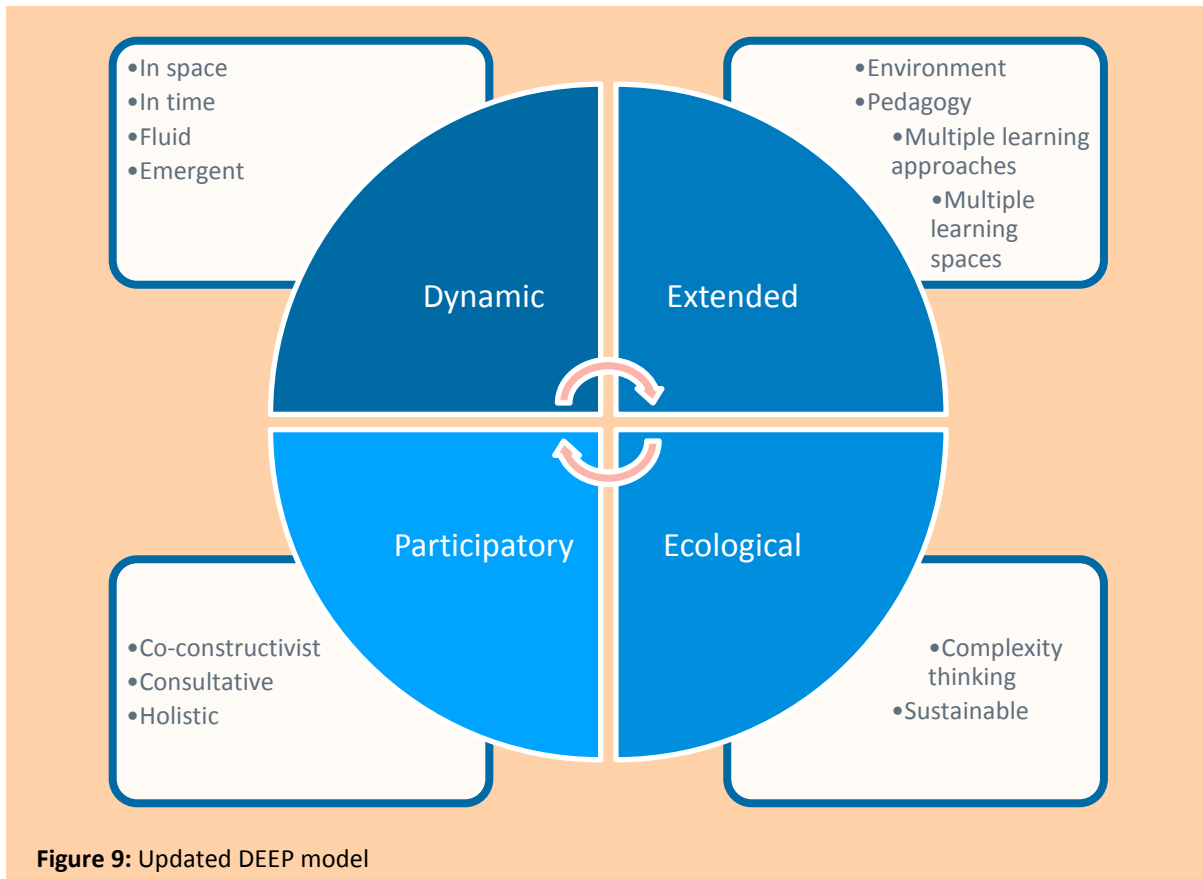 •In space
•In time
•Fluid
•Emergent
•Environment
•Pedagogy
•Multiple learning
approaches
•Multiple
learning
spaces
Dynamic
Extended
Participatory
Ecological
•Co-constructivist
•Consultative
•Holistic
•Complexity
thinking
•Sustainable
Figure 9: Updated DEEP model